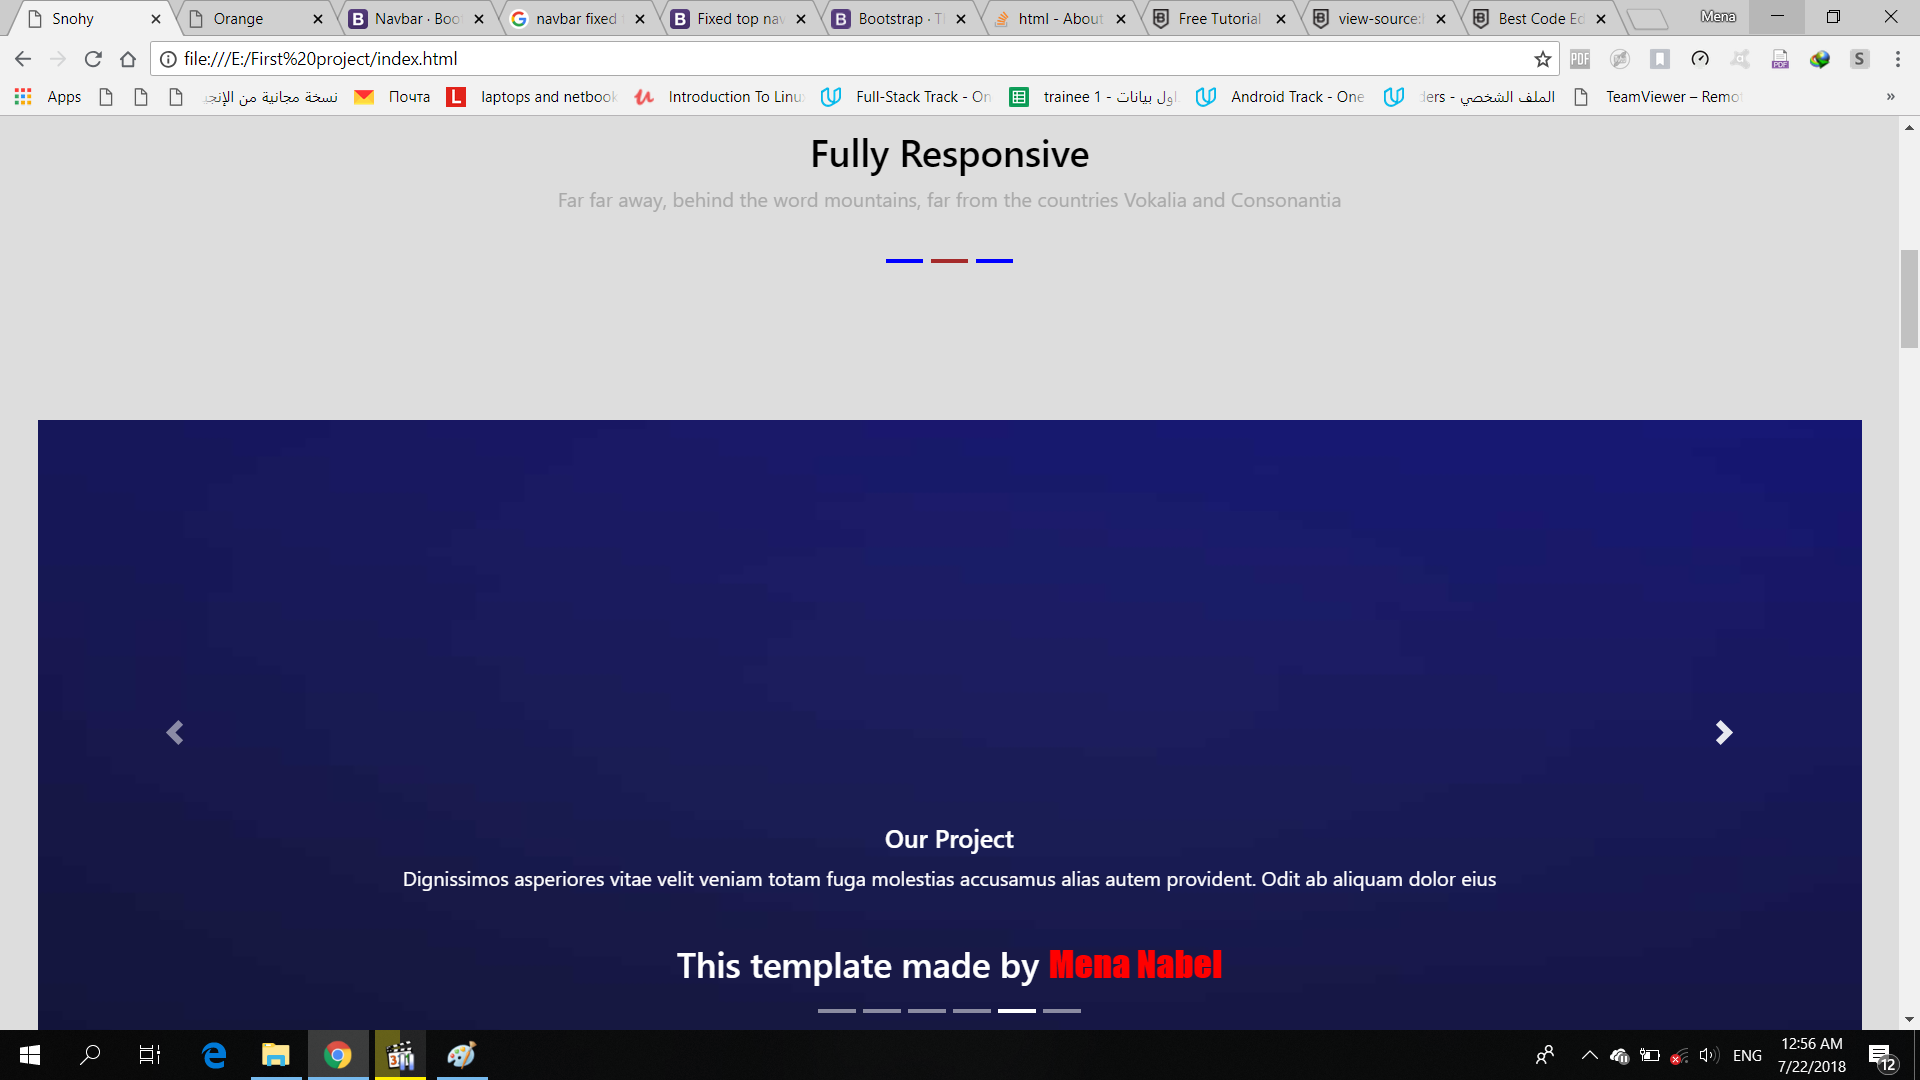 Snohy
Orange
Navbar · Boo
navbar fixed
Fixed top nav
Bootstrap · T
html - About
Free Tutorial
view-source:
Best Code Ed
Mena
file:///E:/First%20project/index.html
Apps
نسخة مجانية من الإنجي
Почта
laptops and netbook
Introduction To Linu
Full-Stack Track - On
trainee 1 - اول بيانات
Android Track - One
الملف الشخصي - ders
TeamViewer – Remo
Fully Responsive
Far far away, behind the word mountains, far from the countries Vokalia and Consonantia
Our Project
Dignissimos asperiores vitae velit veniam totam fuga molestias accusamus alias autem provident. Odit ab aliquam dolor eius
This template made by Mena Nabel
ENG
12:56 AM
7/22/2018
12